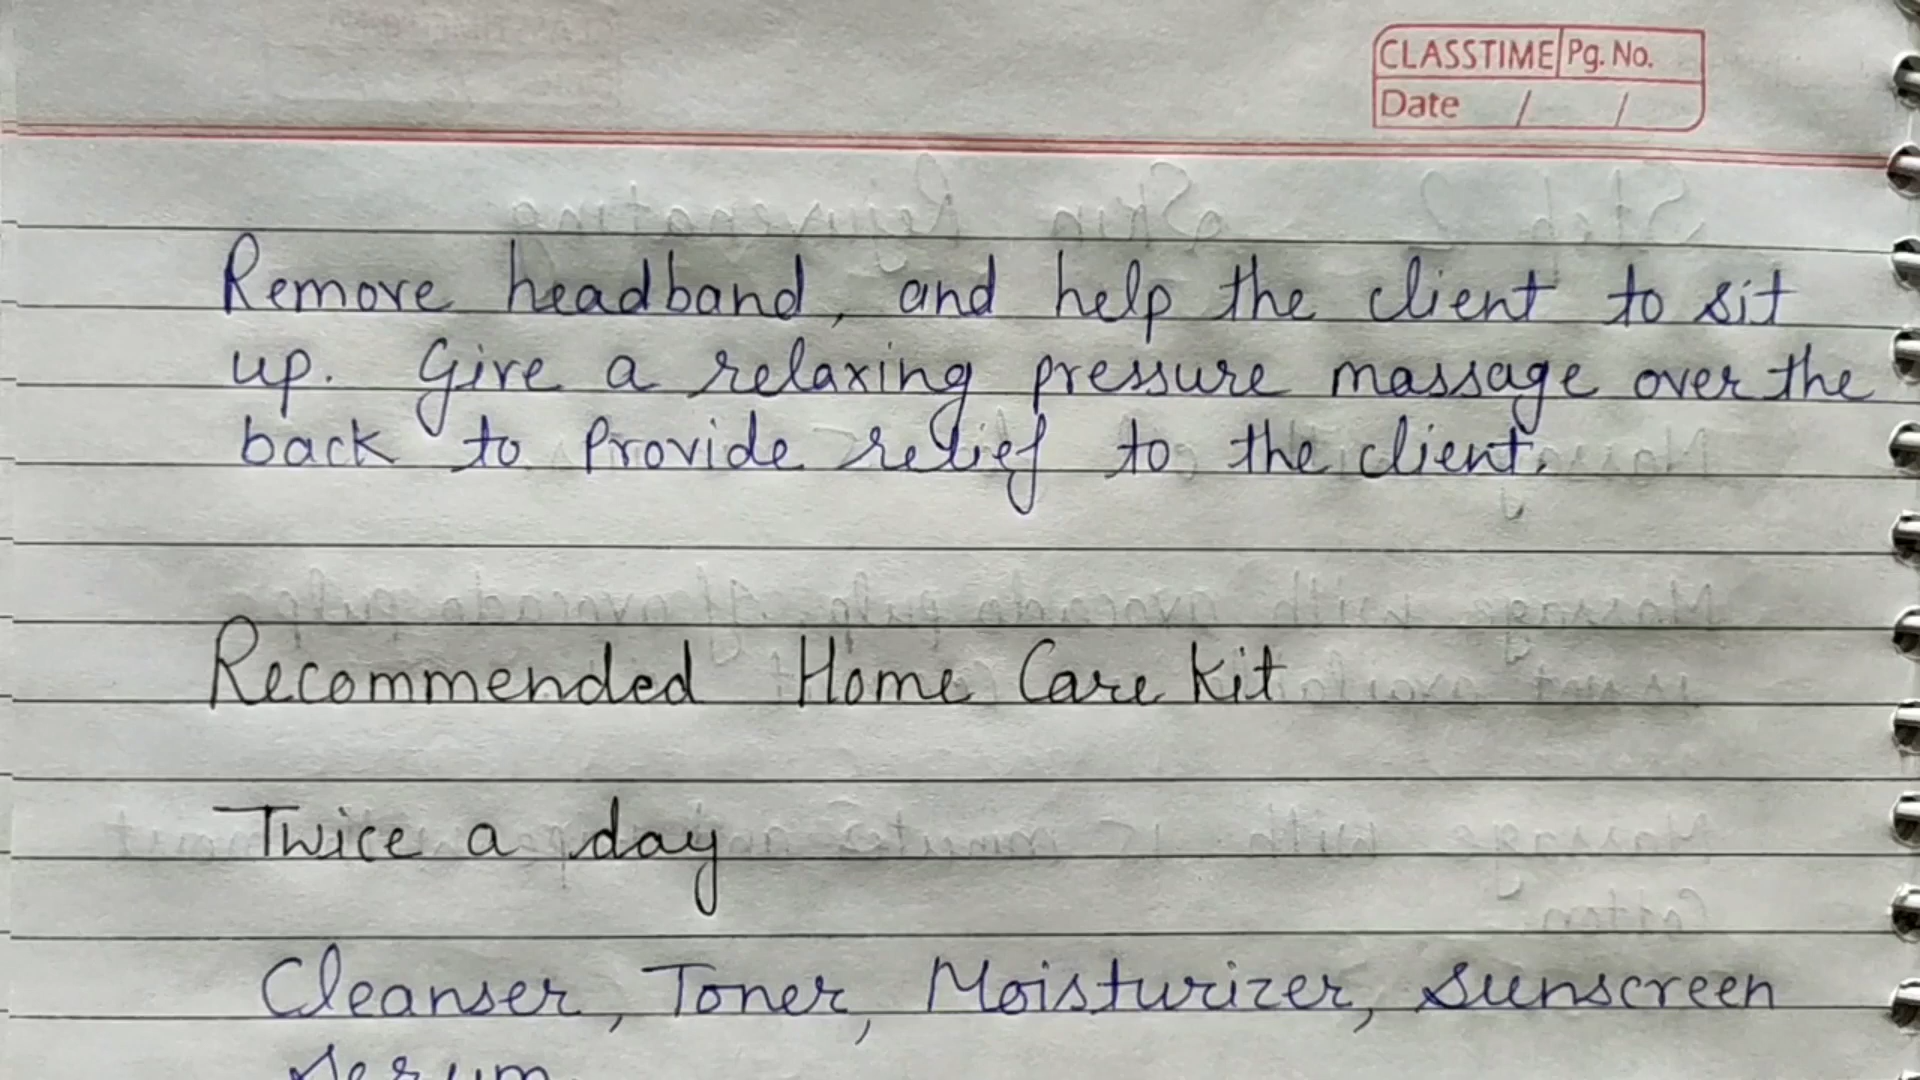 CLASSTIME Pg. No.
Date / /
Remove headband, and help the client to sit
up. Give a relaxing pressure massage over the
back to Provide relief to the client.
Recommended Home Care Kit
Twice a day
Cleanser, Toner, Moisturizer, Sunscreen
Serum